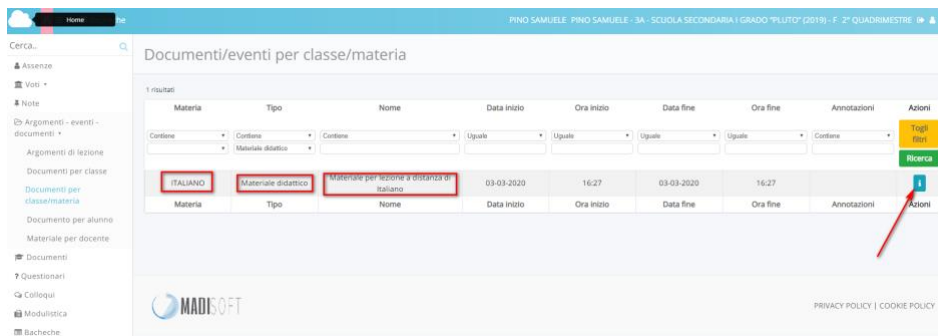 Home
he
PINO SAMUELE PINO SAMUELE - 3A - SCUOLA SECONDARIA I GRADO "PLUTO" (2019) - F 2° QUADRIMESTRE
Cerca..
Assenze
Voti
Note
Argomenti - eventi -
documenti
Argomenti di lezione
Documenti per classe
Documenti per
classe/materia
Documento per alunno
Materiale per docente
Documenti
? Questionari
Colloqui
Modulistica
Bacheche
Documenti/eventi per classe/materia
1 risultati
Materia Tipo Nome Data inizio Ora inizio Data fine Ora fine Annotazioni Azioni
Contiene Contiene Contiene Uguale Uguale Uguale Uguale Contiene Togli
filtri
Materiale didattico
Ricerca
ITALIANO Materiale didattico Materiale per lezione a distanza di
Italiano 03-03-2020 16:27 03-03-2020 16:27
Materia Tipo Nome Data inizio Ora inizio Data fine Ora fine Annotazioni Azioni
MADISOFT
PRIVACY POLICY | COOKIE POLICY